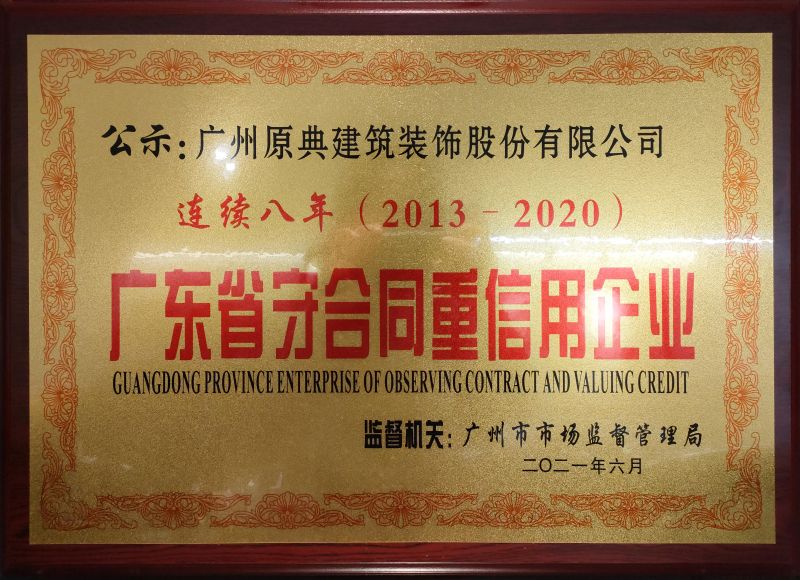 公示:广州原典建筑装饰股份有限公司
连续八年(2013-2020)
广东省守合同重信用企业
GUANGDONG PROVINCE ENTERPRISE OF OBSERVING CONTRACT AND VALUING CREDIT
监督机关:广州市市场监督管理局
二〇二一年六月